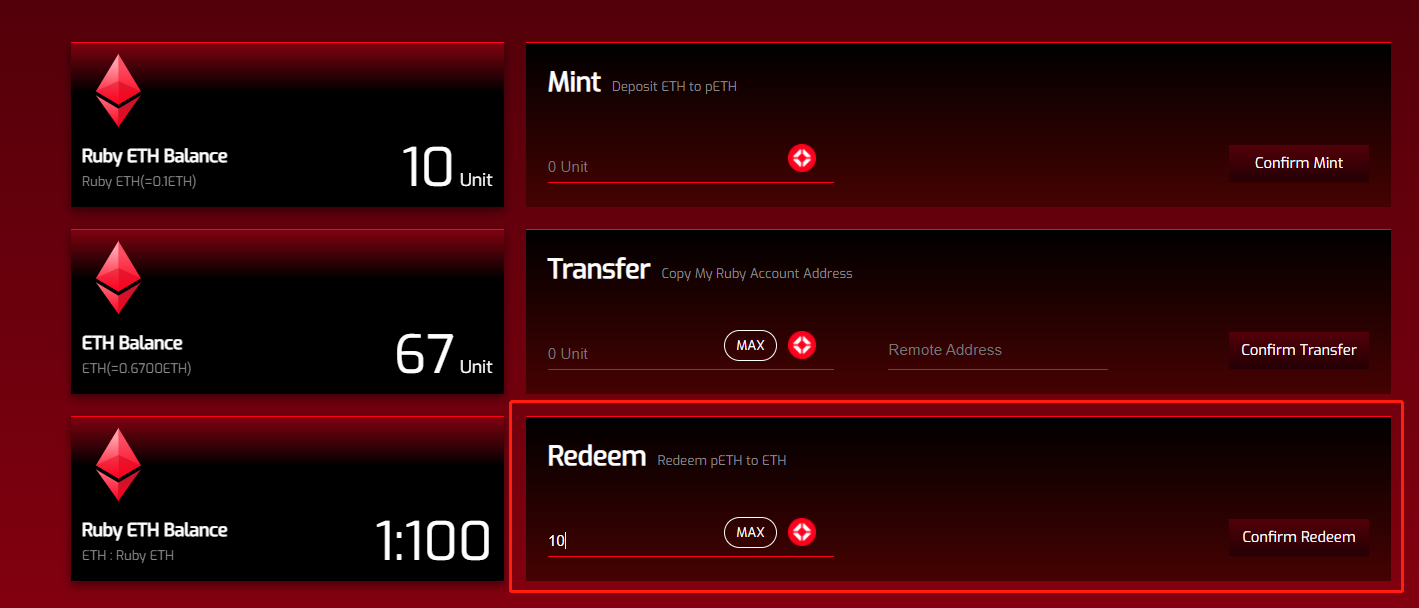 Ruby ETH Balance
Ruby ETH(=0.1ETH)
10 Unit
Mint Deposit ETH to pETH
0 Unit
Confirm Mint
ETH Balance
ETH(=0.6700ETH)
67 Unit
Transfer Copy My Ruby Account Address
0 Unit
MAX
Remote Address
Confirm Transfer
Ruby ETH Balance
ETH : Ruby ETH
1:100
Redeem Redeem pETH to ETH
10
MAX
Confirm Redeem